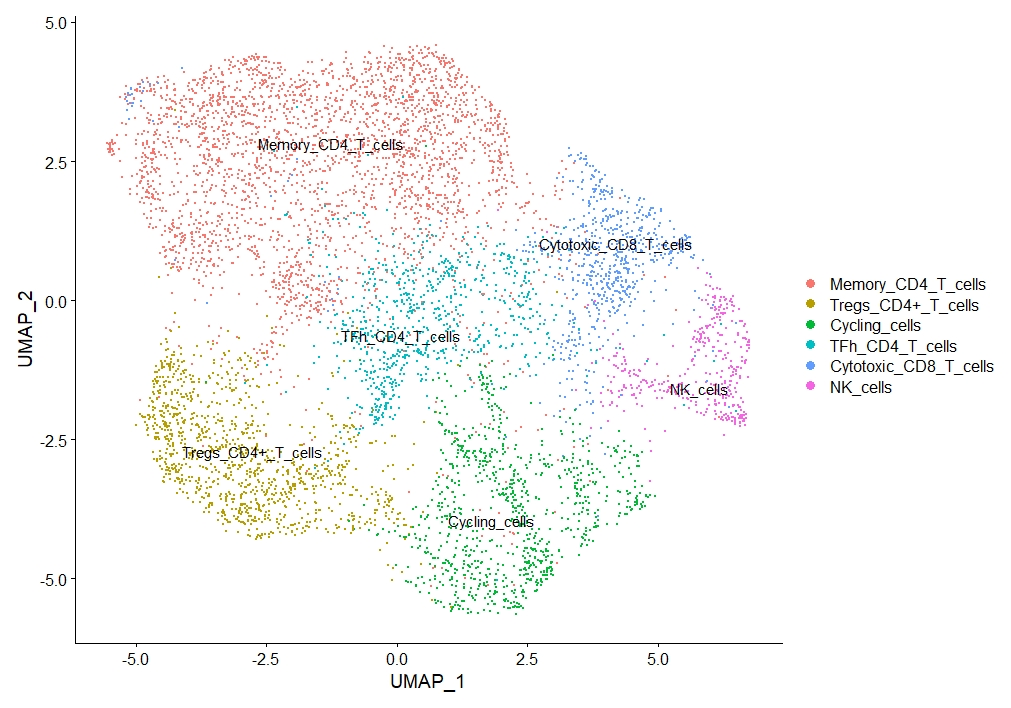 5.0
2.5
0.0
-2.5
-5.0
UMAP_2
-5.0 -2.5 0.0 2.5 5.0
UMAP_1
Memory_CD4_T_cells
Cytotoxic_CD8_T_cells
TFh_CD4_T_cells
NK_cells
Tregs_CD4+_T_cells
Cycling_cells
Memory_CD4_T_cells
Tregs_CD4+_T_cells
Cycling_cells
TFh_CD4_T_cells
Cytotoxic_CD8_T_cells
NK_cells